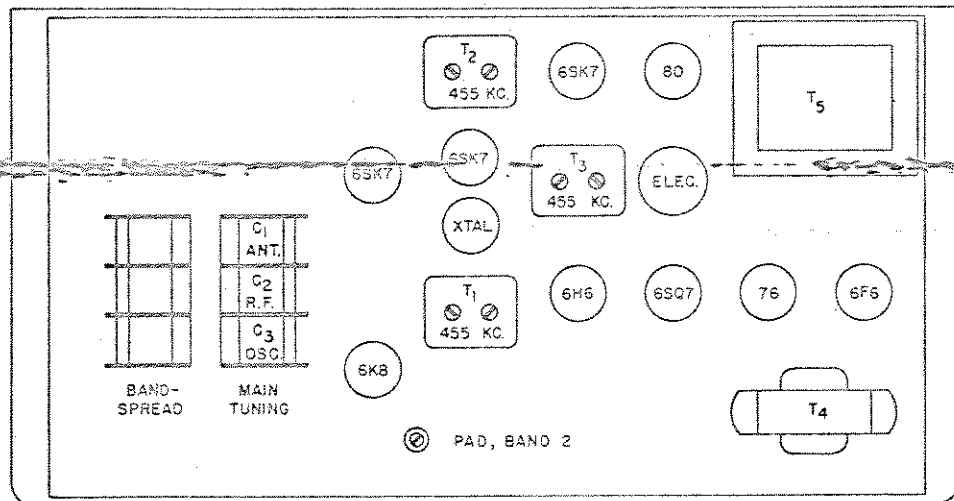 T2
455 KC.
6SK7
80
T5
6SK7
6SK7
T3
455 KC.
ELEC.
XTAL
C1
ANT.
C2
R.F.
C3
OSC.
T1
455 KC.
6H6
6SQ7
76
6F6
6K8
BAND-
SPREAD
MAIN
TUNING
T4
PAD, BAND 2